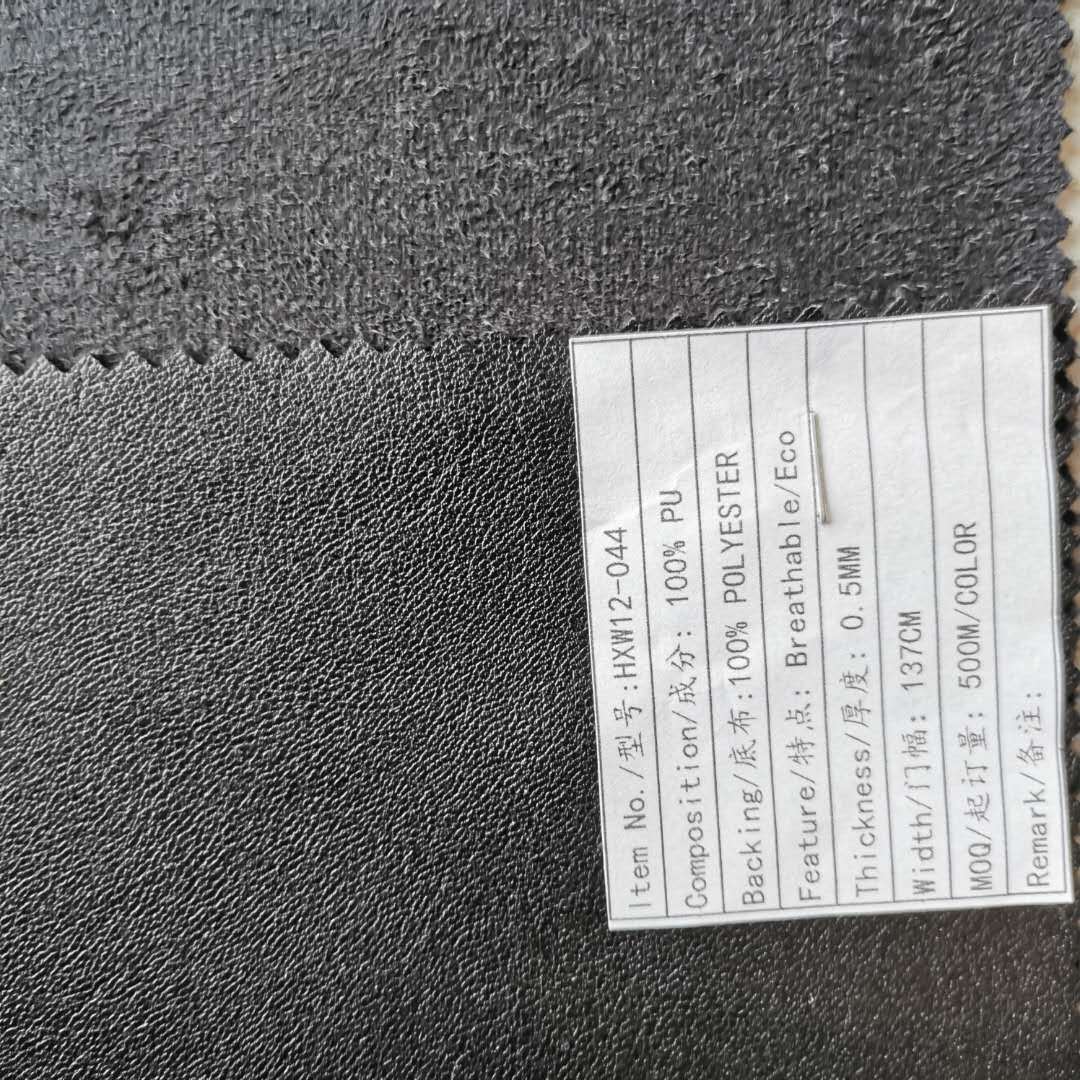 Item No./型号:HXW12-044
Composition/成分: 100% PU
Backing/底布:100% POLYESTER
Feature/特点: Breathable/Eco
Thickness/厚度: 0.5MM
Width/门幅: 137CM
MOQ/起订量: 500M/COLOR
Remark/备注: